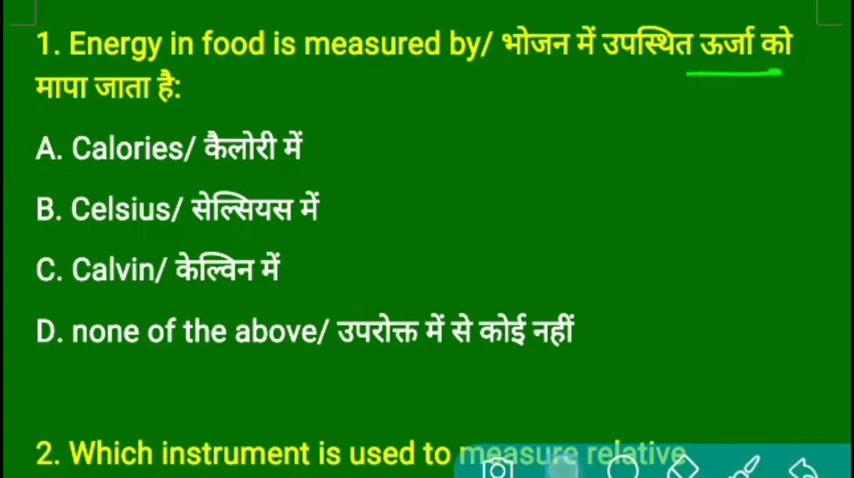 1. Energy in food is measured by/ भोजन में उपस्थित ऊर्जा को
मापा जाता है:
A. Calories/ कैलोरी में
B. Celsius/ सेल्सियस में
C. Calvin/ केल्विन में
D. none of the above/ उपरोक्त में से कोई नहीं
2. Which instrument is used to measure relative